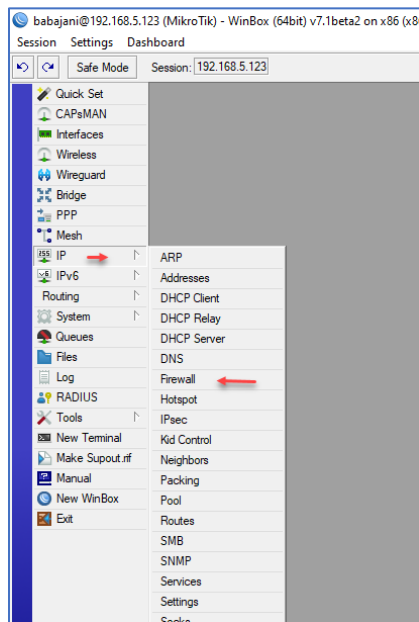 babajani@192.168.5.123 (MikroTik) - WinBox (64bit) v7.1beta2 on x86 (x8
Session Settings Dashboard
Safe Mode Session: 192.168.5.123
Quick Set
CAPsMAN
Interfaces
Wireless
Wireguard
Bridge
PPP
Mesh
IP
IPv6
Routing
System
Queues
Files
Log
RADIUS
Tools
New Terminal
Make Supout.rif
Manual
New WinBox
Exit
ARP
Addresses
DHCP Client
DHCP Relay
DHCP Server
DNS
Firewall
Hotspot
IPsec
Kid Control
Neighbors
Packing
Pool
Routes
SMB
SNMP
Services
Settings